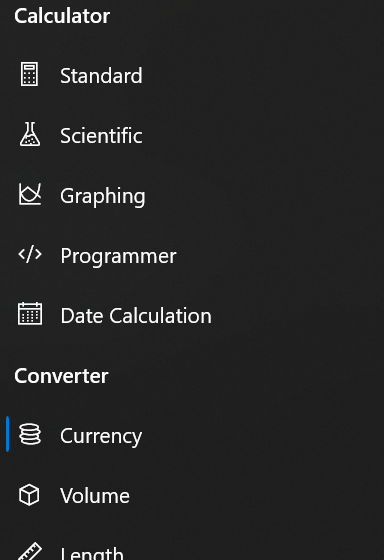 Calculator
Standard
Scientific
Graphing
Programmer
Date Calculation
Converter
Currency
Volume
Length